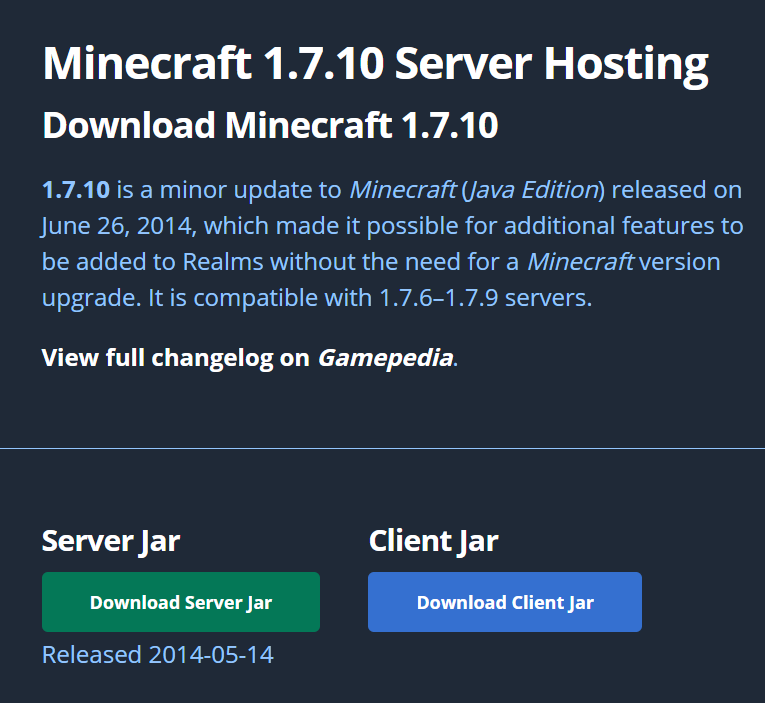 Minecraft 1.7.10 Server Hosting
Download Minecraft 1.7.10
1.7.10 is a minor update to Minecraft (Java Edition) released on
June 26, 2014, which made it possible for additional features to
be added to Realms without the need for a Minecraft version
upgrade. It is compatible with 1.7.6–1.7.9 servers.
View full changelog on Gamepedia.
Server Jar
Client Jar
Download Server Jar
Download Client Jar
Released 2014-05-14